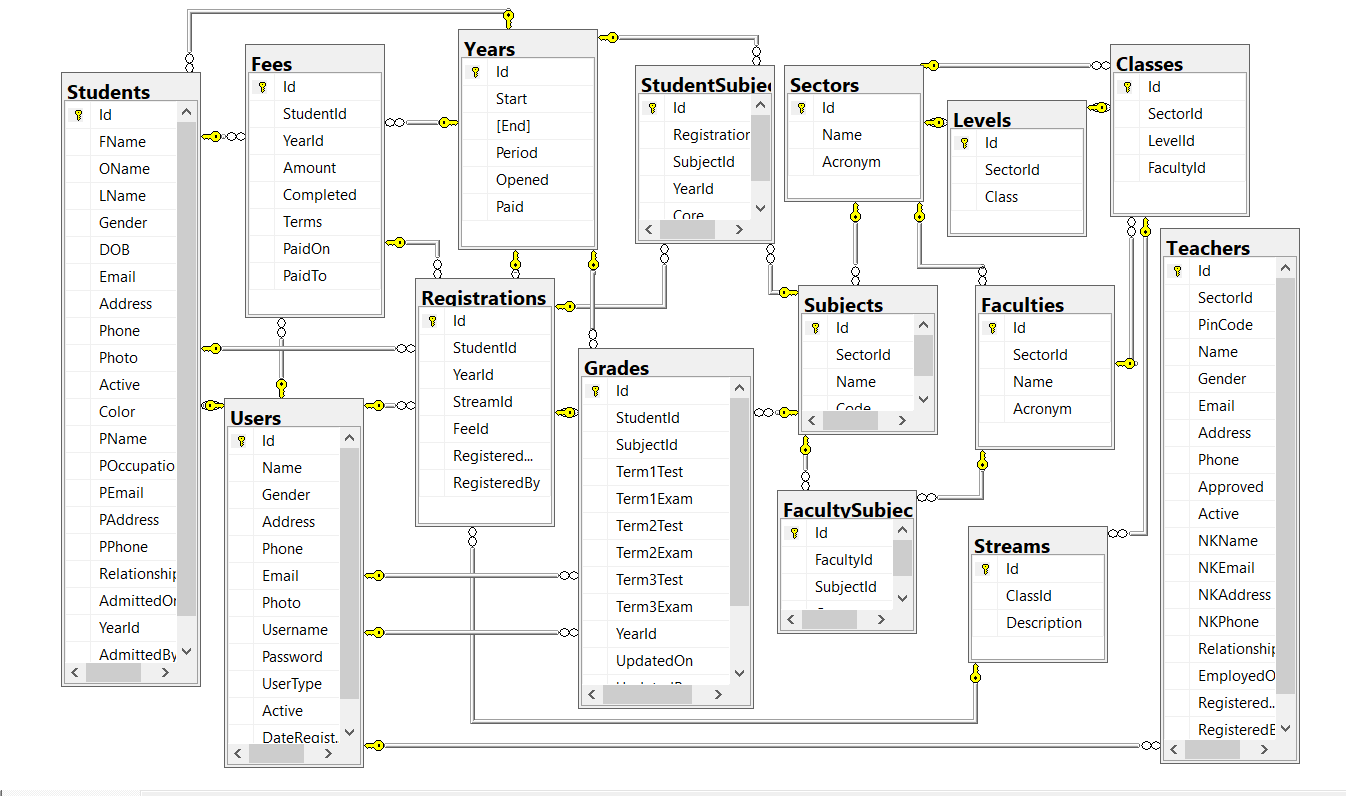 Students
Id
FName
OName
LName
Gender
DOB
Email
Address
Phone
Photo
Active
Color
PName
POccupatio
PEmail
PAddress
PPhone
Relationship
AdmittedOn
YearId
AdmittedBy
Fees
Id
StudentId
YearId
Amount
Completed
Terms
PaidOn
PaidTo
Users
Id
Name
Gender
Address
Phone
Email
Photo
Username
Password
UserType
Active
DateRegist.
Years
Id
Start
[End]
Period
Opened
Paid
Registrations
Id
StudentId
YearId
StreamId
FeeId
Registered...
RegisteredBy
StudentSubjec
Id
Registration
SubjectId
YearId
Core
Grades
Id
StudentId
SubjectId
Term1Test
Term1Exam
Term2Test
Term2Exam
Term3Test
Term3Exam
YearId
UpdatedOn
Sectors
Id
Name
Acronym
Levels
Id
SectorId
Class
Classes
Id
SectorId
LevelId
FacultyId
Subjects
Id
SectorId
Name
Code
Faculties
Id
SectorId
Name
Acronym
FacultySubjec
Id
FacultyId
SubjectId
Streams
Id
ClassId
Description
Teachers
Id
SectorId
PinCode
Name
Gender
Email
Address
Phone
Approved
Active
NKName
NKEmail
NKAddress
NKPhone
Relationship
EmployedO
Registered..
RegisteredB